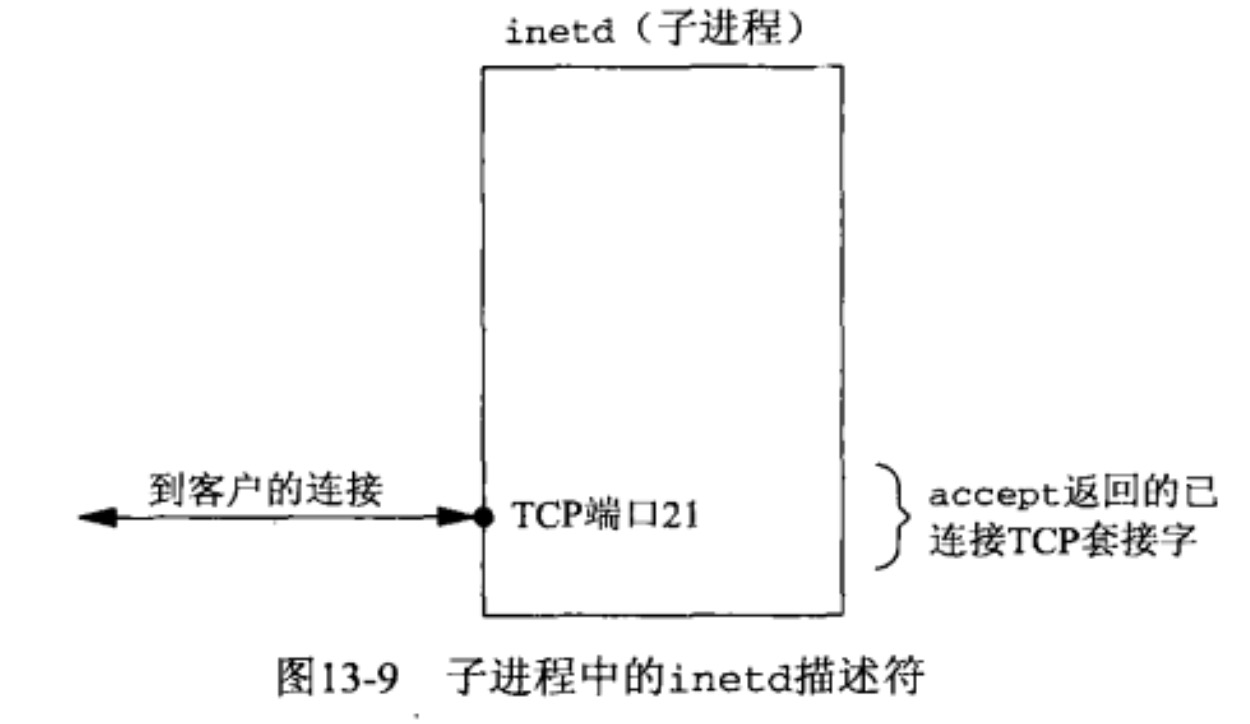 inetd（子进程）
到客户的连接
TCP端口21
accept返回的已
连接TCP套接字
图13-9 子进程中的inetd描述符